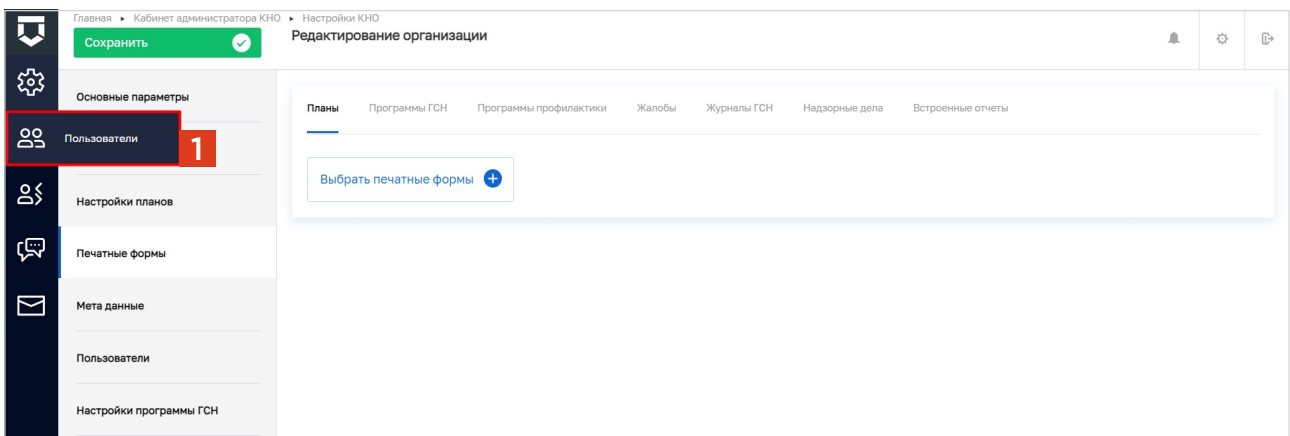 Главная ▸ Кабинет администратора КНО ▸ Настройки КНО
Сохранить
Редактирование организации
Основные параметры
Пользователи
1
Настройки планов
Печатные формы
Мета данные
Пользователи
Настройки программы ГСН
Планы Программы ГСН Программы профилактики Жалобы Журналы ГСН Надзорные дела Встроенные отчеты
Выбрать печатные формы